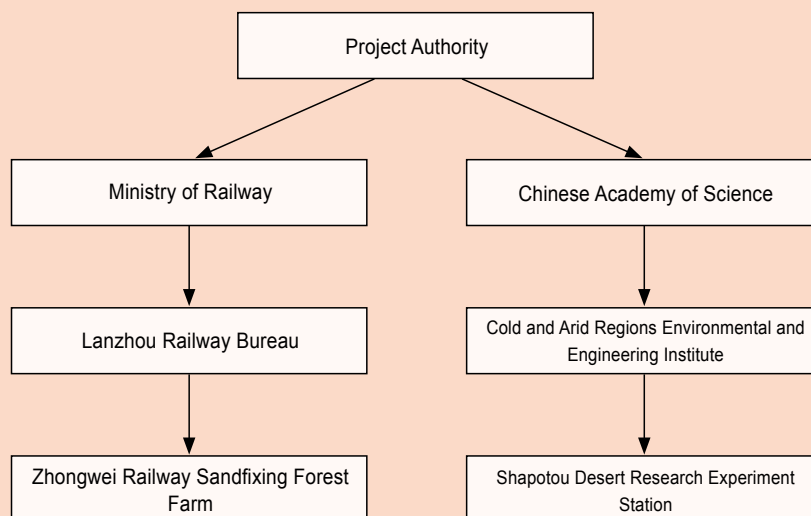 Project Authority
Ministry of Railway
Chinese Academy of Science
Lanzhou Railway Bureau
Cold and Arid Regions Environmental and
Engineering Institute
Zhongwei Railway Sandfixing Forest
Farm
Shapotou Desert Research Experiment
Station